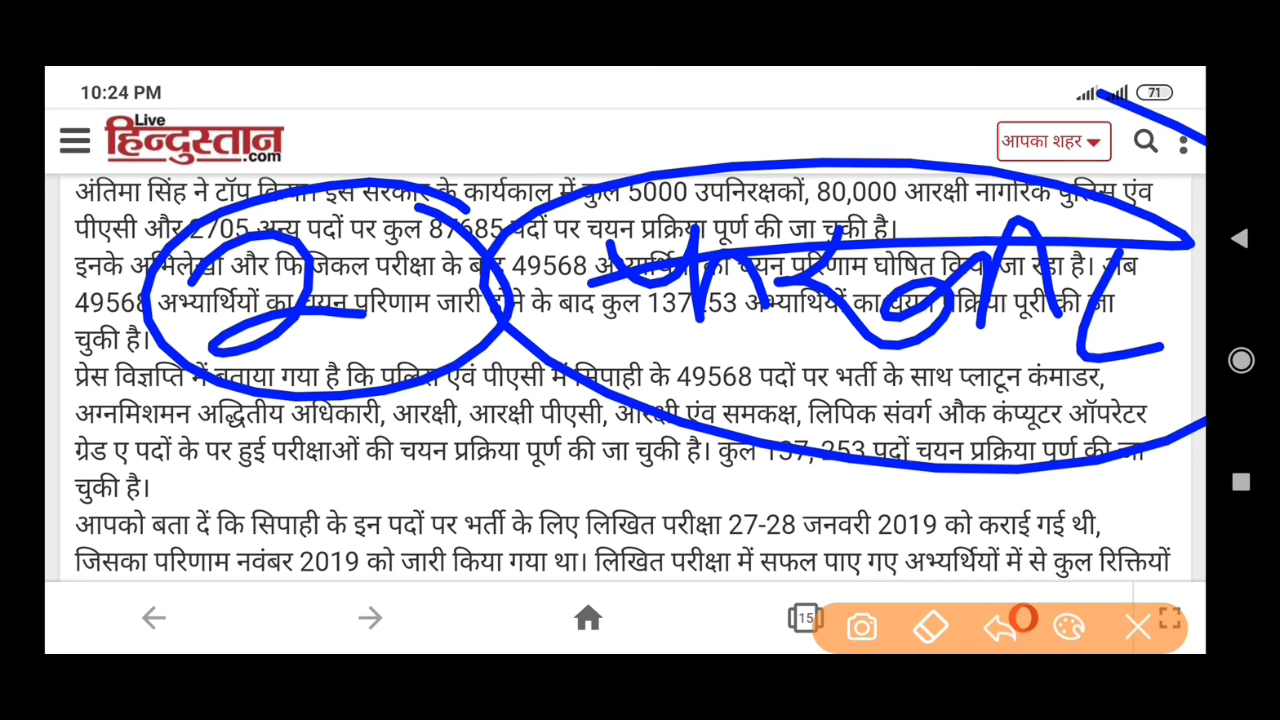 10:24 PM
71
Live
हिन्दुस्तान
.com
आपका शहर
अंतिमा सिंह ने टॉप किया। इस सरकार के कार्यकाल में कुल 5000 उपनिरक्षकों, 80,000 आरक्षी नागरिक पुलिस एंव
पीएसी और 2705 अन्य पदों पर कुल 87685 पदों पर चयन प्रक्रिया पूर्ण की जा चुकी है।
इनके अभिलेखों और फिजिकल परीक्षा के बाद 49568 अभ्यार्थियों का चयन परिणाम घोषित किया जा रहा है। अब
49568 अभ्यार्थियों का चयन परिणाम जारी होने के बाद कुल 137253 अभ्यार्थियों का चयन प्रक्रिया पूरी की जा
चुकी है।
2
प्रेस विज्ञप्ति में बताया गया है कि पुलिस एवं पीएसी में सिपाही के 49568 पदों पर भर्ती के साथ प्लाटून कंमाडर,
अग्नमिशमन अद्धितीय अधिकारी, आरक्षी, आरक्षी पीएसी, आरक्षी एंव समकक्ष, लिपिक संवर्ग औक कंप्यूटर ऑपरेटर
ग्रेड ए पदों के पर हुई परीक्षाओं की चयन प्रक्रिया पूर्ण की जा चुकी है। कुल 137, 253 पदों चयन प्रक्रिया पूर्ण की जा
चुकी है।
आपको बता दें कि सिपाही के इन पदों पर भर्ती के लिए लिखित परीक्षा 27-28 जनवरी 2019 को कराई गई थी,
जिसका परिणाम नवंबर 2019 को जारी किया गया था। लिखित परीक्षा में सफल पाए गए अभ्यार्थियों में से कुल रिक्तियों
15